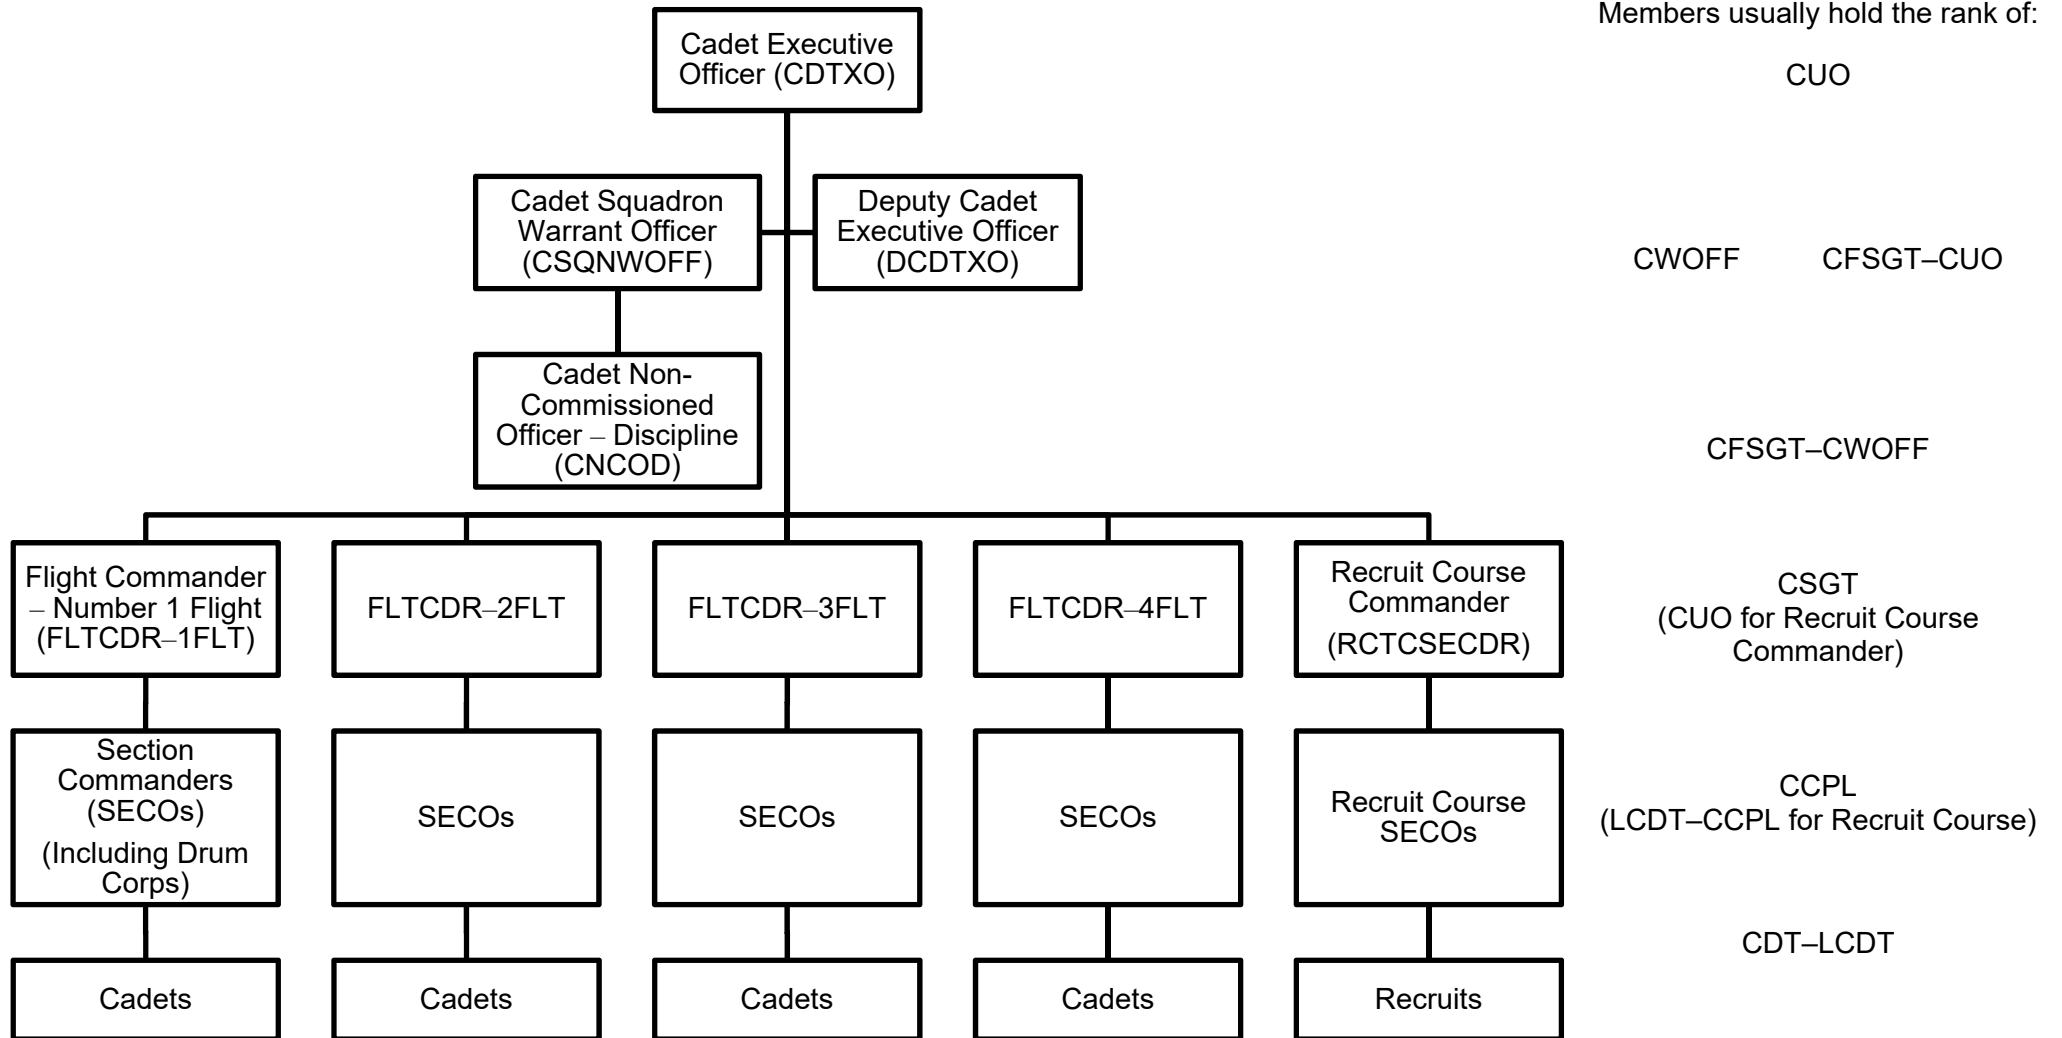 Members usually hold the rank of:
Cadet Executive
Officer (CDTXO)
CUO
Cadet Squadron
Warrant Officer
(CSQNWOFF)
Deputy Cadet
Executive Officer
(DCDTXO)
CWOFF
CFSGT–CUO
Cadet Non-
Commissioned
Officer – Discipline
(CNCOD)
CFSGT–CWOFF
Flight Commander
– Number 1 Flight
(FLTCDR–1FLT)
FLTCDR–2FLT
FLTCDR–3FLT
FLTCDR–4FLT
Recruit Course
Commander
(RCTCSECDR)
CSGT
(CUO for Recruit Course
Commander)
Section
Commanders
(SECOs)
(Including Drum
Corps)
SECOs
SECOs
SECOs
Recruit Course
SECOs
CCPL
(LCDT–CCPL for Recruit Course)
CDT–LCDT
Cadets
Cadets
Cadets
Cadets
Recruits